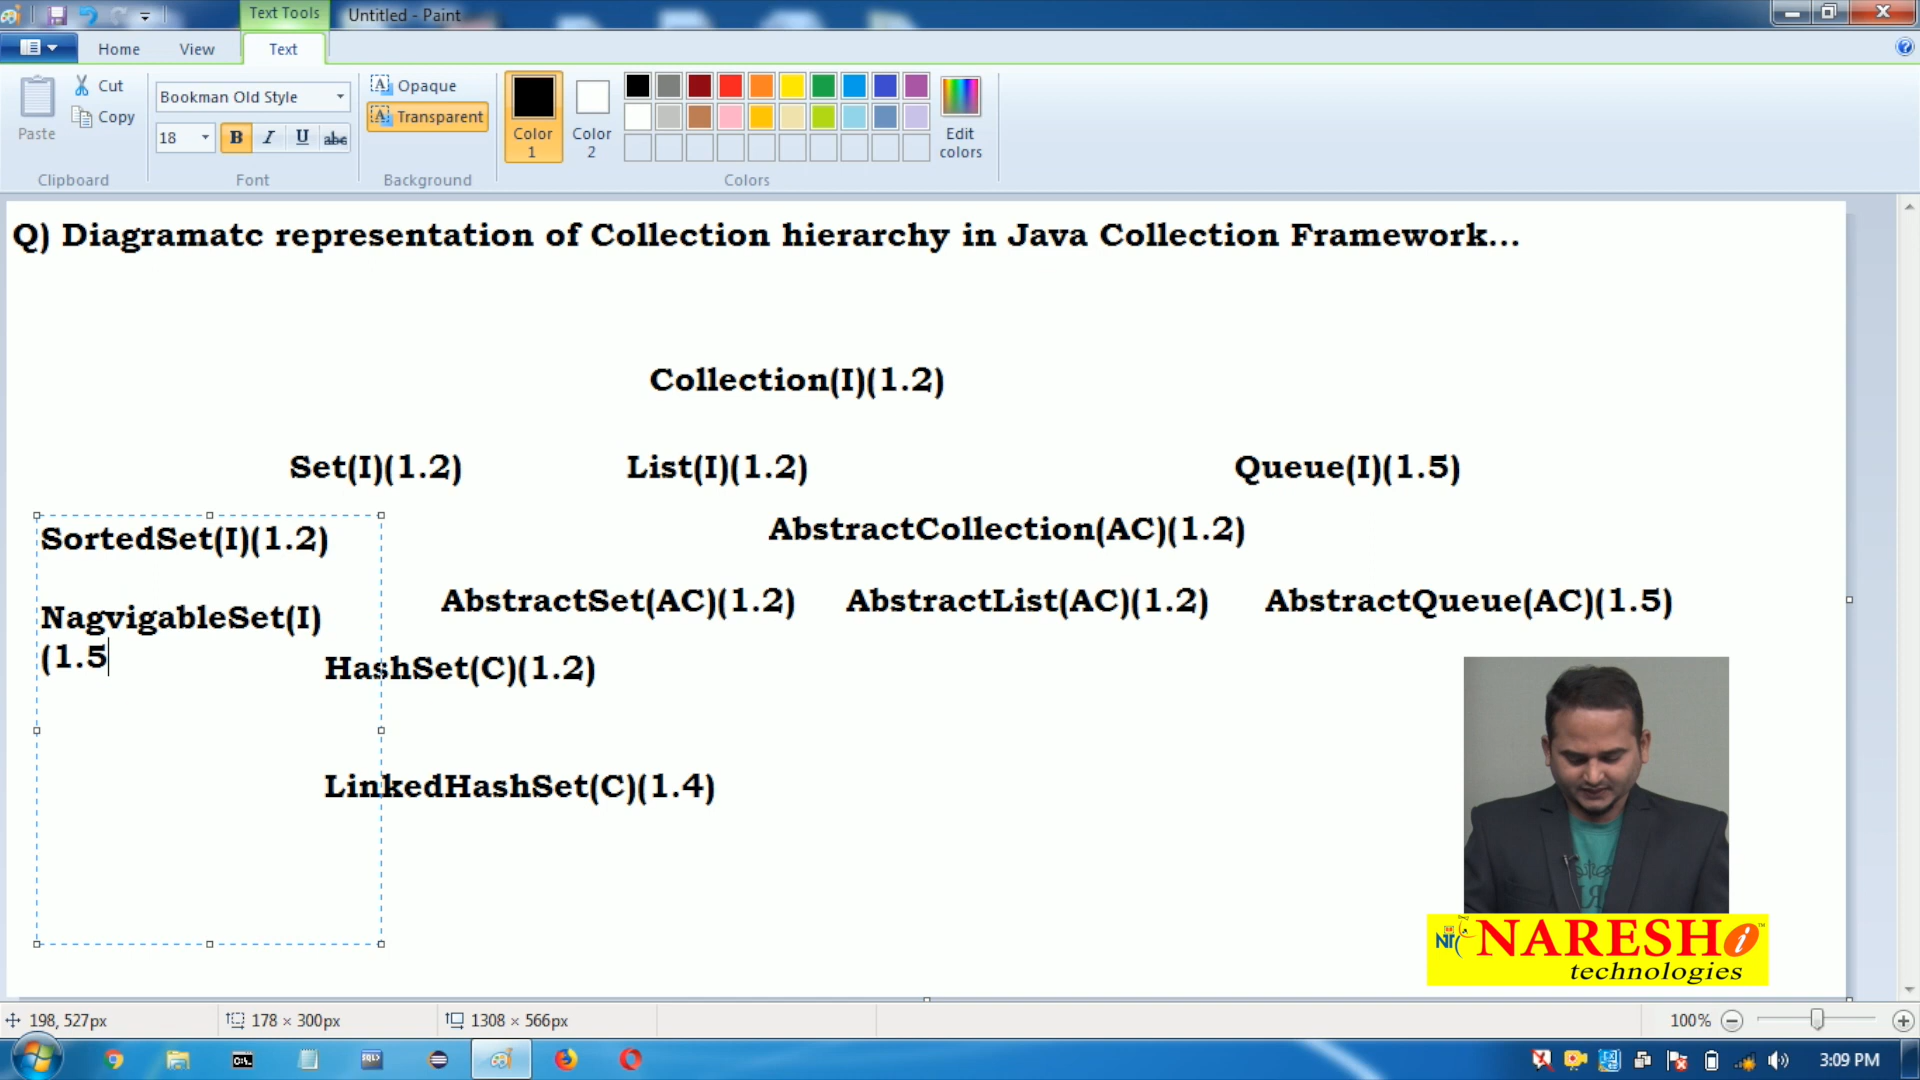 Text Tools
Untitled - Paint
Home
View
Text
Paste
Cut
Copy
Clipboard
Bookman Old Style
18
B
I
U
abc
Font
Opaque
Transparent
Background
Color
1
Color
2
Edit
colors
Colors
Q) Diagramatc representation of Collection hierarchy in Java Collection Framework...
Collection(I)(1.2)
Set(I)(1.2)
List(I)(1.2)
Queue(I)(1.5)
SortedSet(I)(1.2)
AbstractCollection(AC)(1.2)
NagvigableSet(I)
(1.5
AbstractSet(AC)(1.2)
AbstractList(AC)(1.2)
AbstractQueue(AC)(1.5)
HashSet(C)(1.2)
LinkedHashSet(C)(1.4)
NARESH i
technologies
198, 527px
178 × 300px
1308 × 566px
100%
3:09 PM